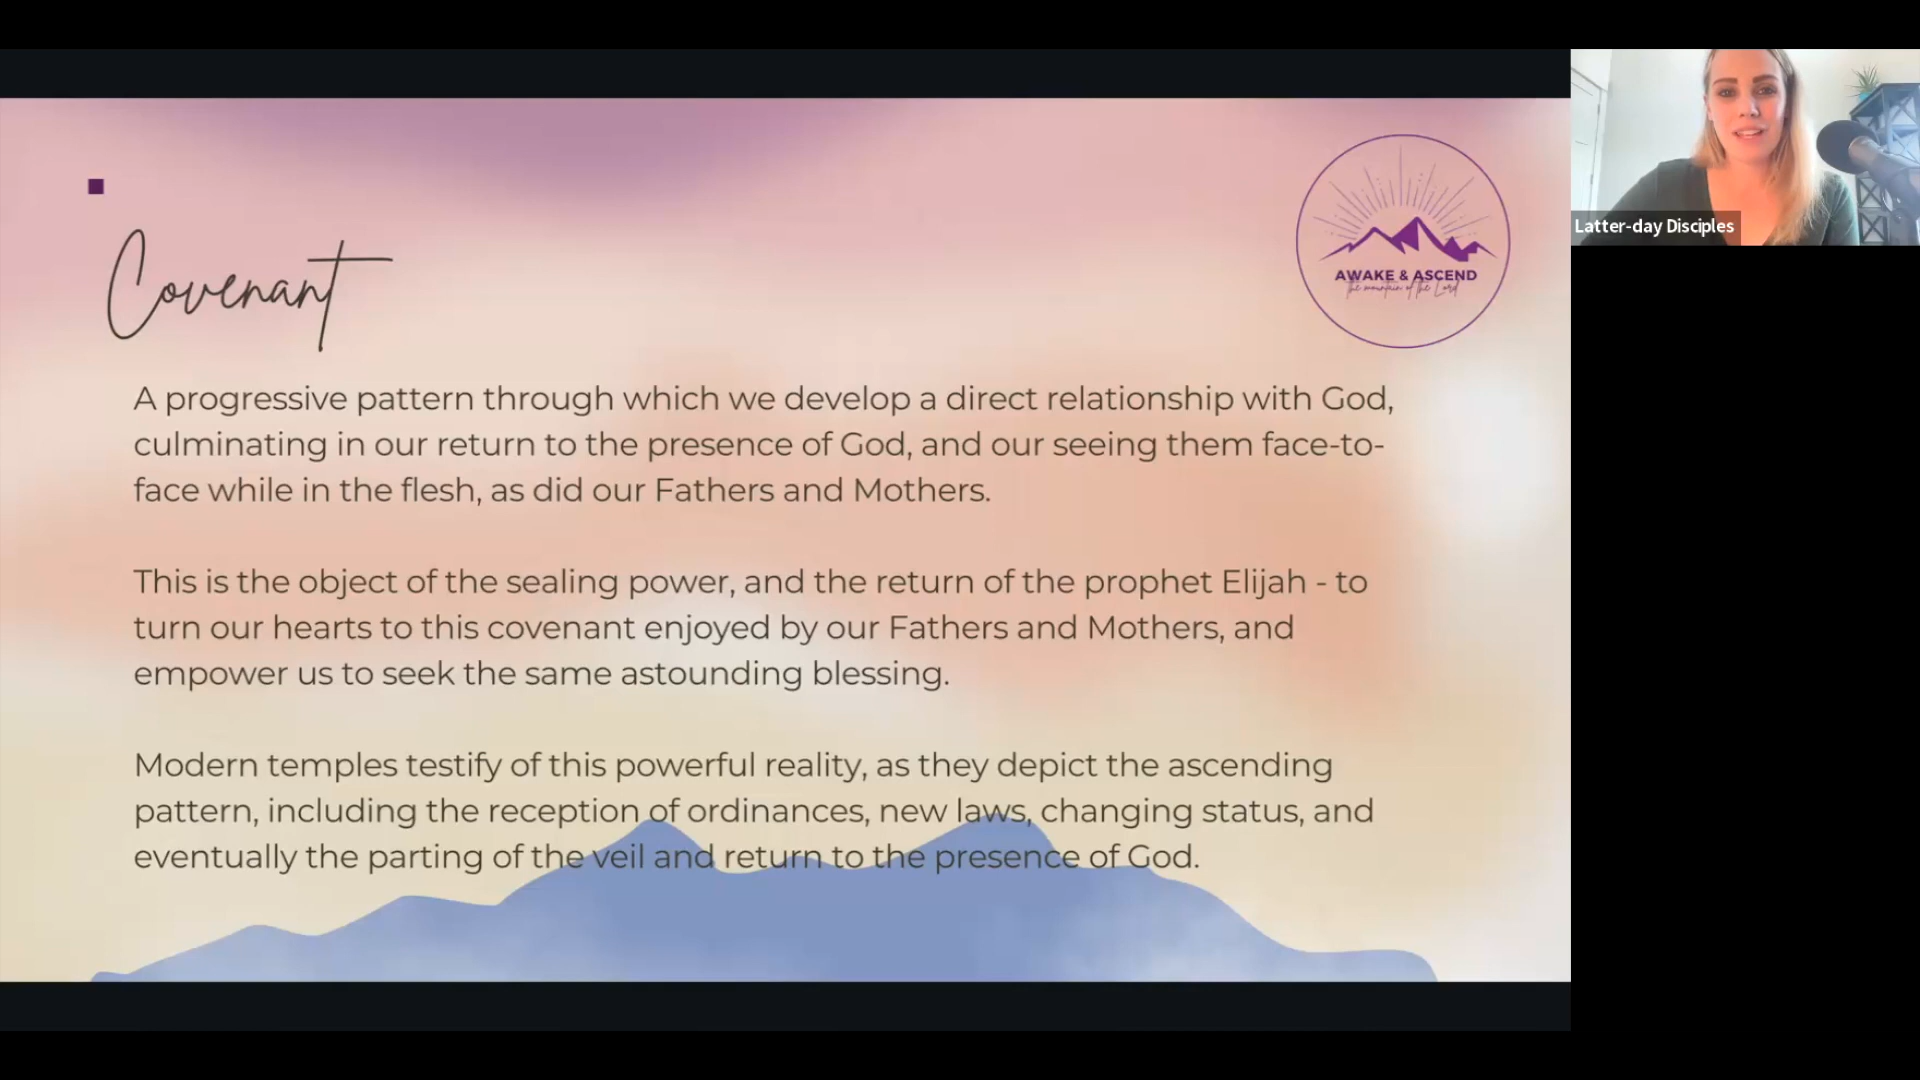 Covenant
AWAKE & ASCEND
The mountain of the Lord
A progressive pattern through which we develop a direct relationship with God,
culminating in our return to the presence of God, and our seeing them face-to-
face while in the flesh, as did our Fathers and Mothers.
This is the object of the sealing power, and the return of the prophet Elijah - to
turn our hearts to this covenant enjoyed by our Fathers and Mothers, and
empower us to seek the same astounding blessing.
Modern temples testify of this powerful reality, as they depict the ascending
pattern, including the reception of ordinances, new laws, changing status, and
eventually the parting of the veil and return to the presence of God.
Latter-day Disciples